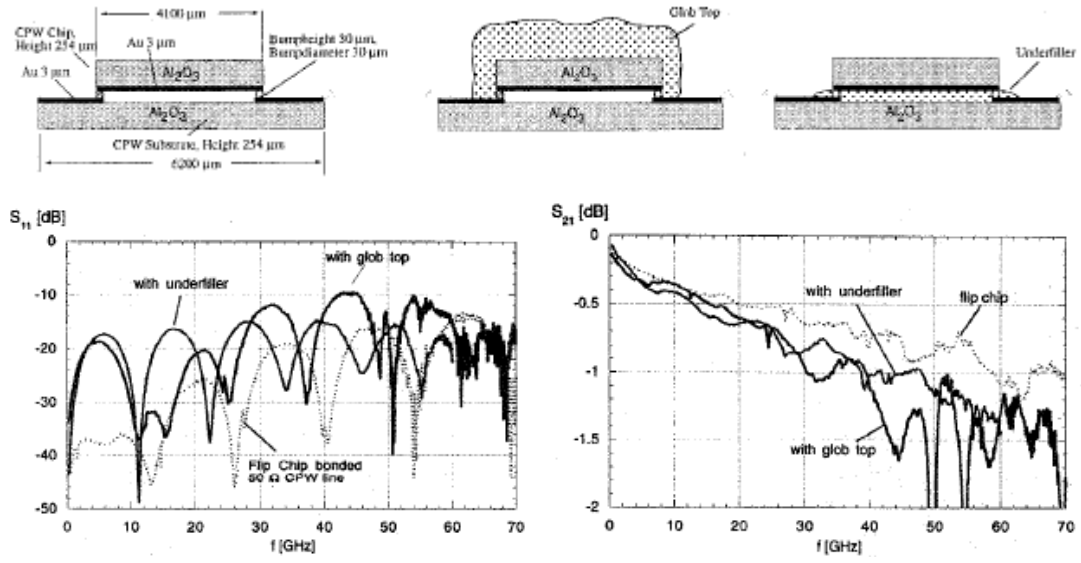 4100 µm
CPW Chip,
Height 254 µm
Au 3 µm
Bumpheight 30 µm,
Bumpdiameter 30 µm
Au 3 µm
Al2O3
Al2O3
CPW Substrate, Height 254 µm
6200 µm
Glob Top
Al2O3
Al2O3
Underfiller
Al2O3
S11 [dB]
0
-10
-20
-30
-40
-50
with glob top
with underfiller
Flip Chip bonded
50 Ω CPW line
0 10 20 30 40 50 60 70
f [GHz]
S21 [dB]
0
-0.5
-1
-1.5
-2
with underfiller
flip chip
with glob top
0 10 20 30 40 50 60 70
f [GHz]